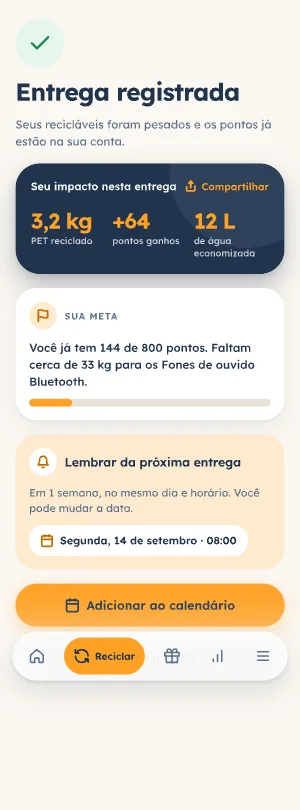 Entrega registrada
Seus recicláveis foram pesados e os pontos já
estão na sua conta.
Seu impacto nesta entrega
Compartilhar
3,2 kg
PET reciclado
+64
pontos ganhos
12 L
de água
economizada
SUA META
Você já tem 144 de 800 pontos. Faltam
cerca de 33 kg para os Fones de ouvido
Bluetooth.
Lembrar da próxima entrega
Em 1 semana, no mesmo dia e horário. Você
pode mudar a data.
Segunda, 14 de setembro · 08:00
Adicionar ao calendário
Reciclar